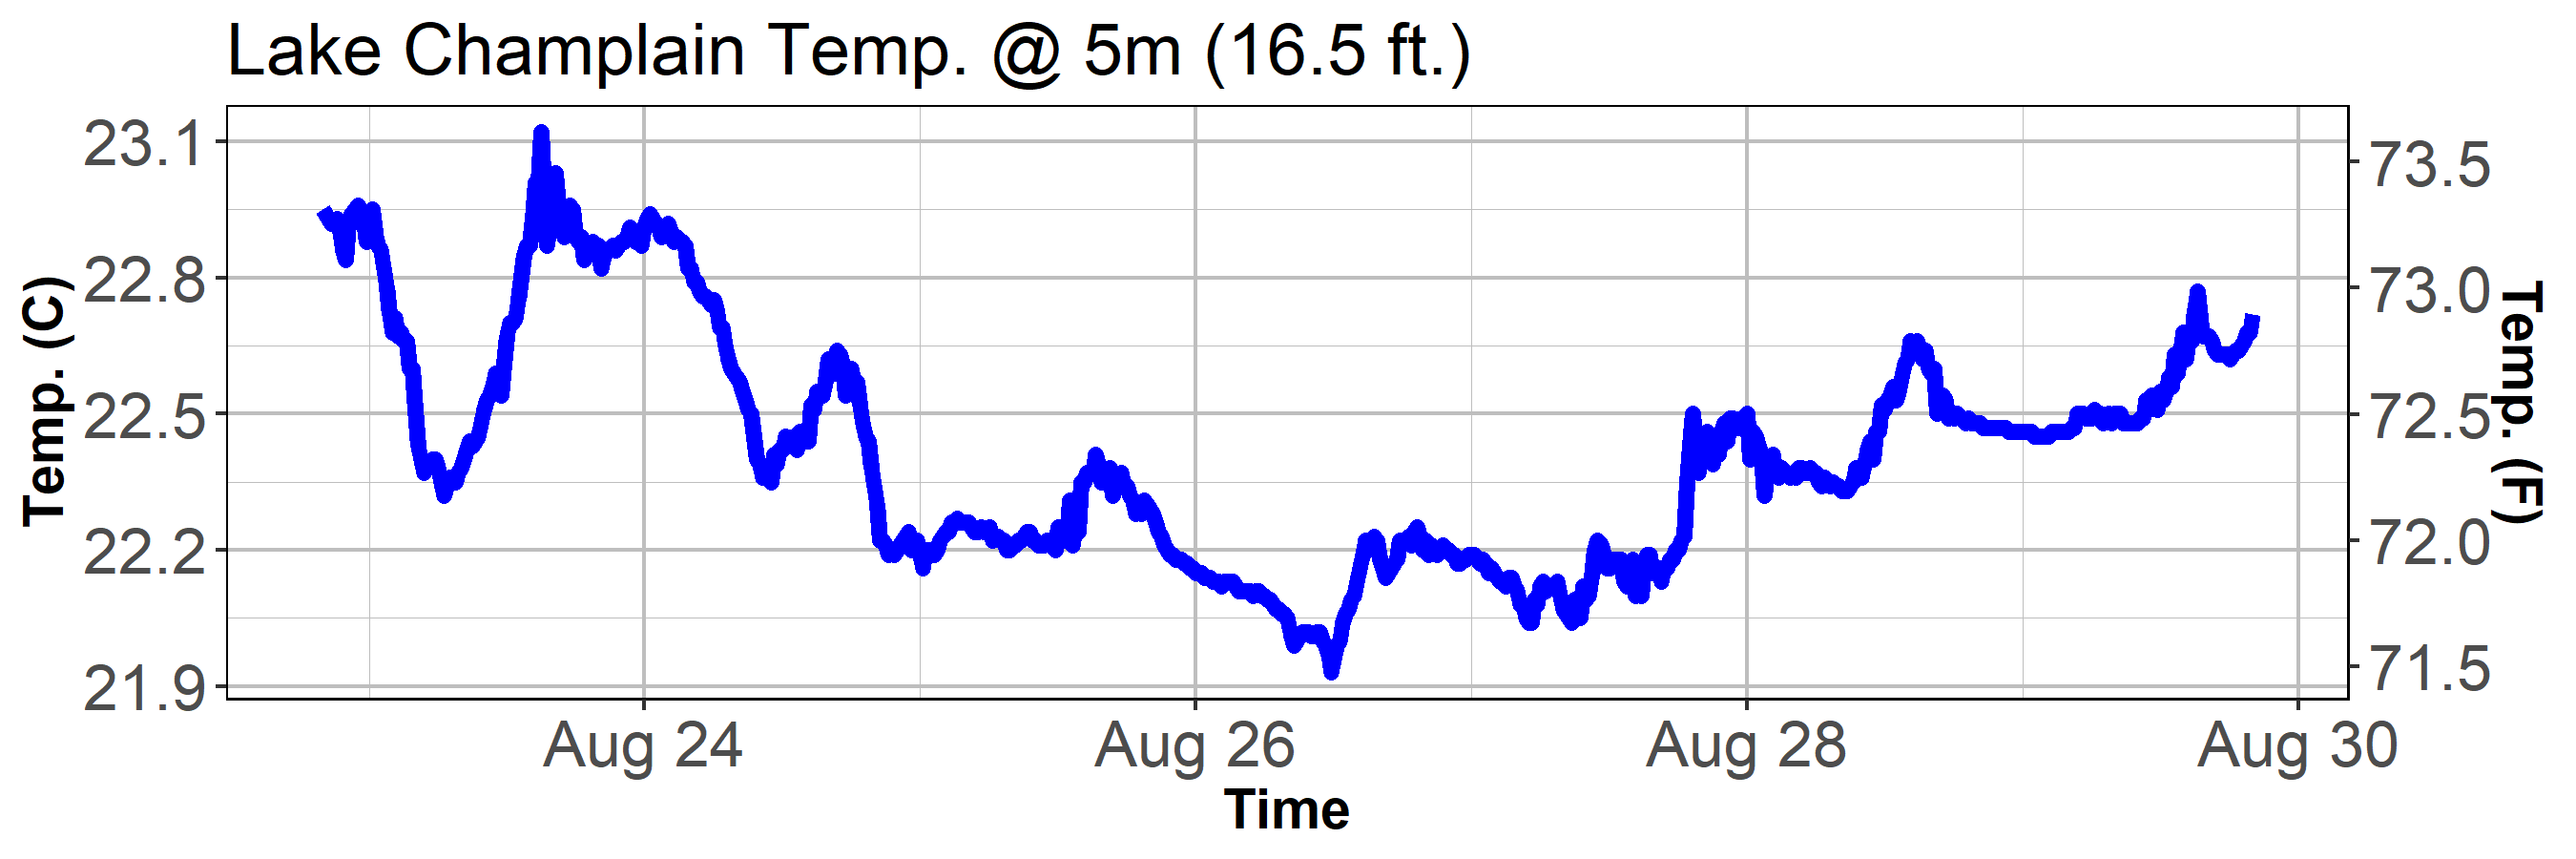 Lake Champlain Temp. @ 5m (16.5 ft.)
Temp. (C)
23.1
22.8
22.5
22.2
21.9
73.5
73.0
72.5
72.0
71.5
Temp. (F)
Aug 24 Aug 26 Aug 28 Aug 30
Time